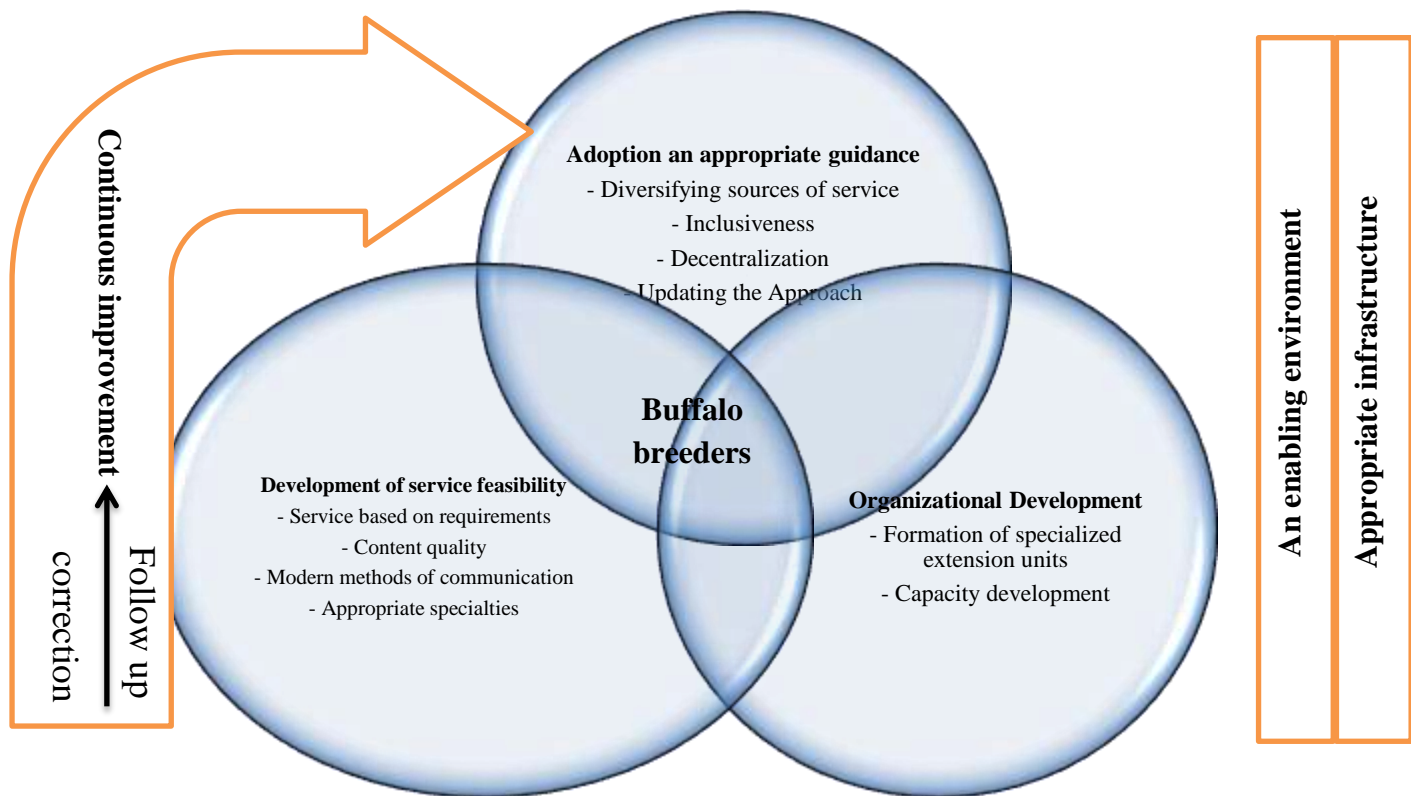 Continuous improvement
Follow up
correction
Adoption an appropriate guidance
- Diversifying sources of service
- Inclusiveness
- Decentralization
- Updating the Approach
Buffalo
breeders
Development of service feasibility
- Service based on requirements
- Content quality
- Modern methods of communication
- Appropriate specialties
Organizational Development
- Formation of specialized
extension units
- Capacity development
An enabling environment
Appropriate infrastructure